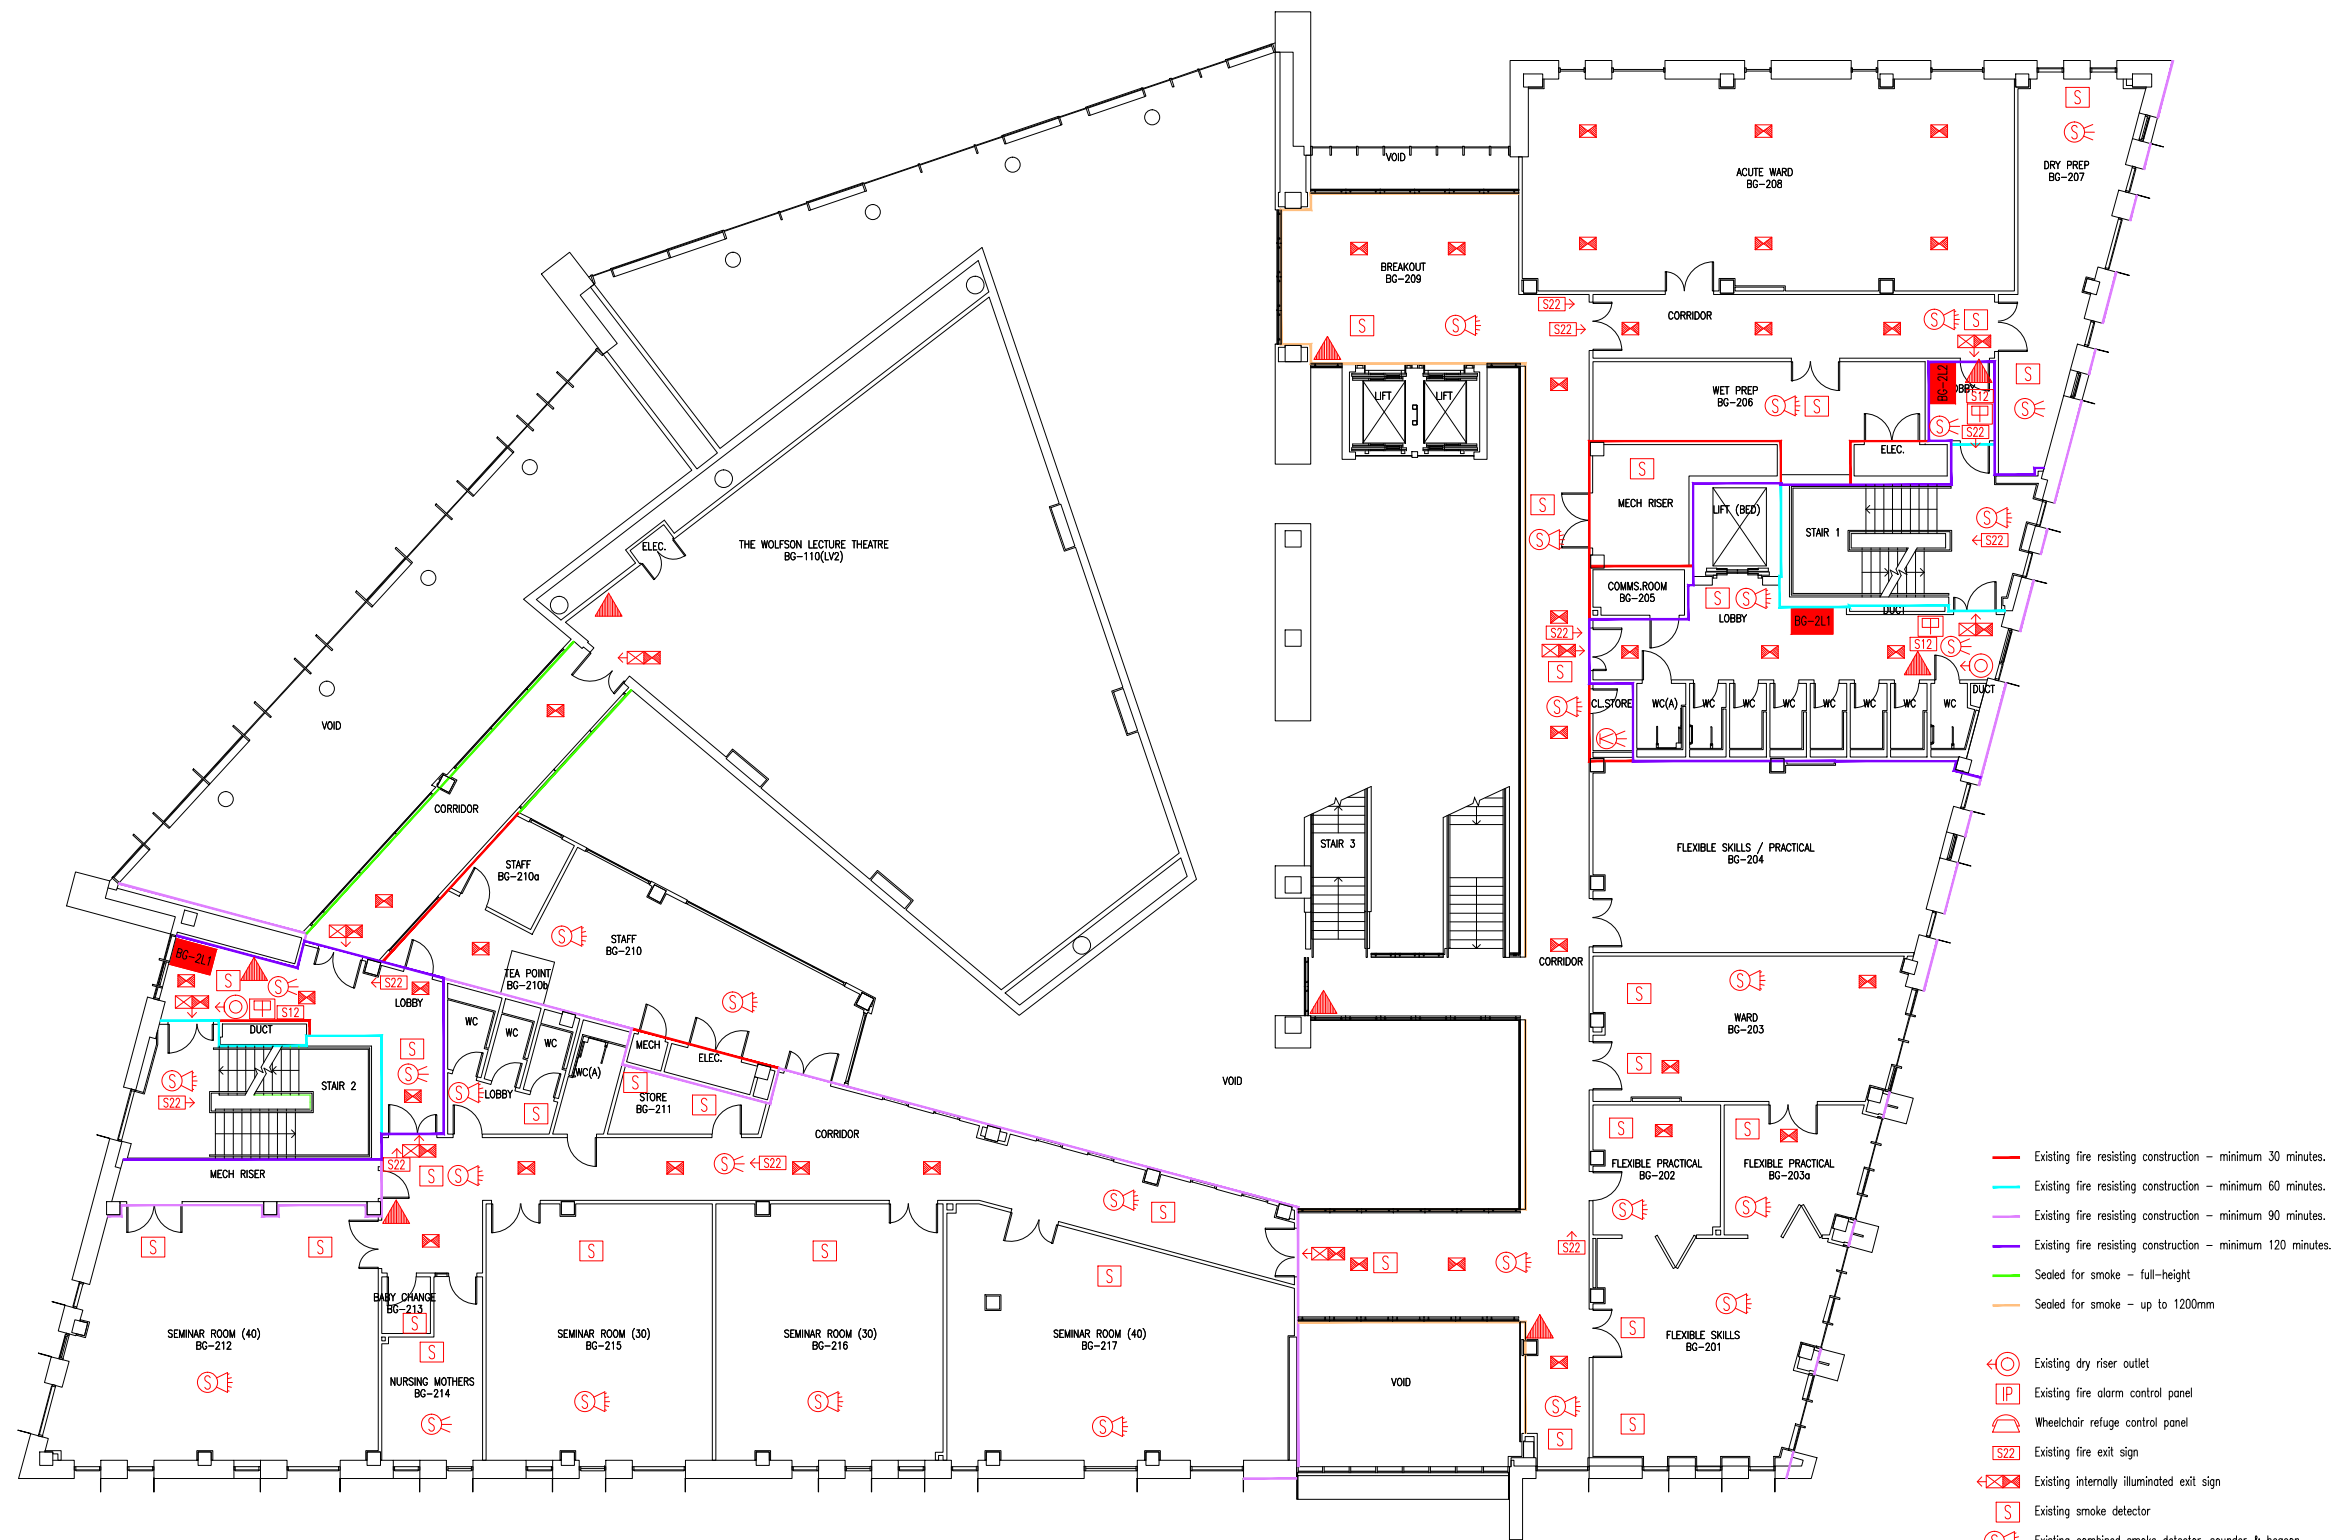 VOID
ACUTE WARD
BG-208
DRY PREP
BG-207
S
S
BREAKOUT
BG-209
S
S
S22
S22
CORRIDOR
S
S
WET PREP
BG-206
S
S
BG-2L2
OBBY
S12
S
S22
S
S
LIFT
LIFT
ELEC.
S
MECH RISER
S
S
LIFT (BED)
STAIR 1
S
S22
COMMS.ROOM
BG-205
S
S
LOBBY
DUCT
BG-2L1
S12
S
S22
S
S
CL.STORE
WC(A)
WC
WC
WC
WC
WC
WC
WC
DUCT
THE WOLFSON LECTURE THEATRE
BG-110(LV2)
ELEC.
VOID
CORRIDOR
STAIR 3
FLEXIBLE SKILLS / PRACTICAL
BG-204
STAFF
BG-210a
S
STAFF
BG-210
TEA POINT
BG-210b
S
CORRIDOR
BG-2L1
S
S
S12
S22
LOBBY
DUCT
S
S
STAIR 2
S
S22
WC
WC
WC
WC(A)
S
LOBBY
S
MECH
ELEC.
S
STORE
BG-211
S
VOID
S
S
WARD
BG-203
S
S
FLEXIBLE PRACTICAL
BG-202
S
S
FLEXIBLE PRACTICAL
BG-203a
S
CORRIDOR
S22
S
S
S
S22
MECH RISER
S
S
S
S
SEMINAR ROOM (40)
BG-212
S
BABY CHANGE
BG-213
S
S
NURSING MOTHERS
BG-214
S
S
SEMINAR ROOM (30)
BG-215
S
S
SEMINAR ROOM (30)
BG-216
S
S
SEMINAR ROOM (40)
BG-217
S
S
S
S22
VOID
S
S
S
S
FLEXIBLE SKILLS
BG-201
S
Existing fire resisting construction - minimum 30 minutes.
Existing fire resisting construction - minimum 60 minutes.
Existing fire resisting construction - minimum 90 minutes.
Existing fire resisting construction - minimum 120 minutes.
Sealed for smoke - full-height
Sealed for smoke - up to 1200mm
Existing dry riser outlet
IP Existing fire alarm control panel
Wheelchair refuge control panel
S22 Existing fire exit sign
Existing internally illuminated exit sign
S Existing smoke detector
S Existing combined smoke detector, sounder & beacon